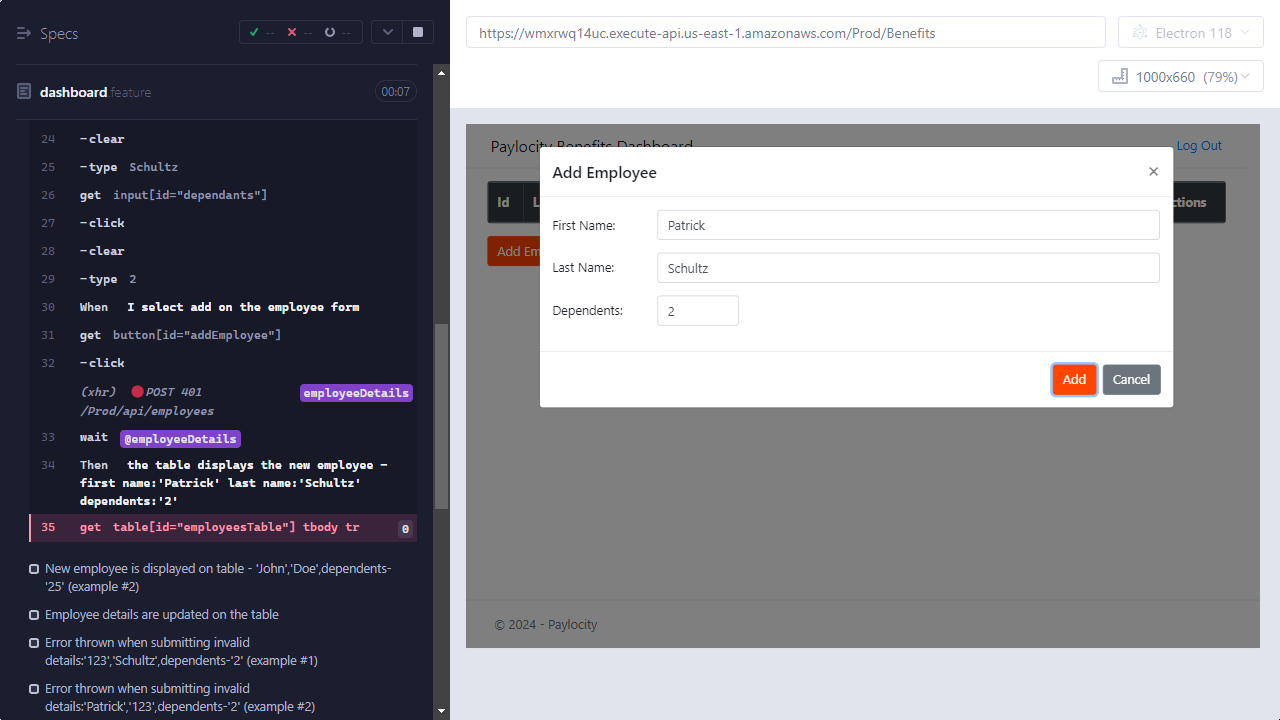 Specs
-- -- --
dashboard.feature 00:07
24 -clear
25 -type Schultz
26 get input[id="dependants"]
27 -click
28 -clear
29 -type 2
30 When I select add on the employee form
31 get button[id="addEmployee"]
32 -click
(xhr) POST 401 employeeDetails
/Prod/api/employees
33 wait @employeeDetails
34 Then the table displays the new employee -
first name:'Patrick' last name:'Schultz'
dependents:'2'
35 get table[id="employeesTable"] tbody tr 0
New employee is displayed on table - 'John','Doe',dependents-
'25' (example #2)
Employee details are updated on the table
Error thrown when submitting invalid
details:'123','Schultz',dependents-'2' (example #1)
Error thrown when submitting invalid
details:'Patrick','123',dependents-'2' (example #2)
https://wmxrwq14uc.execute-api.us-east-1.amazonaws.com/Prod/Benefits
Electron 118
1000x660 (79%)
Paylocity Benefits Dashboard
Log Out
Id L ctions
Add Em
Add Employee ×
First Name: Patrick
Last Name: Schultz
Dependents: 2
Add Cancel
© 2024 - Paylocity